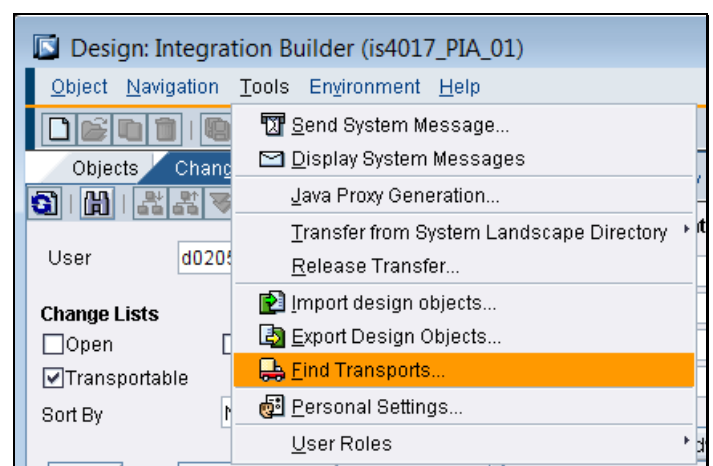 Design: Integration Builder (is4017_PIA_01)
Object Navigation Tools Environment Help
Send System Message...
Objects
Display System Messages
Java Proxy Generation...
Transfer from System Landscape Directory
User
Release Transfer...
Import design objects...
Change Lists
Export Design Objects...
Open
Find Transports...
Transportable
Personal Settings...
Sort By
User Roles